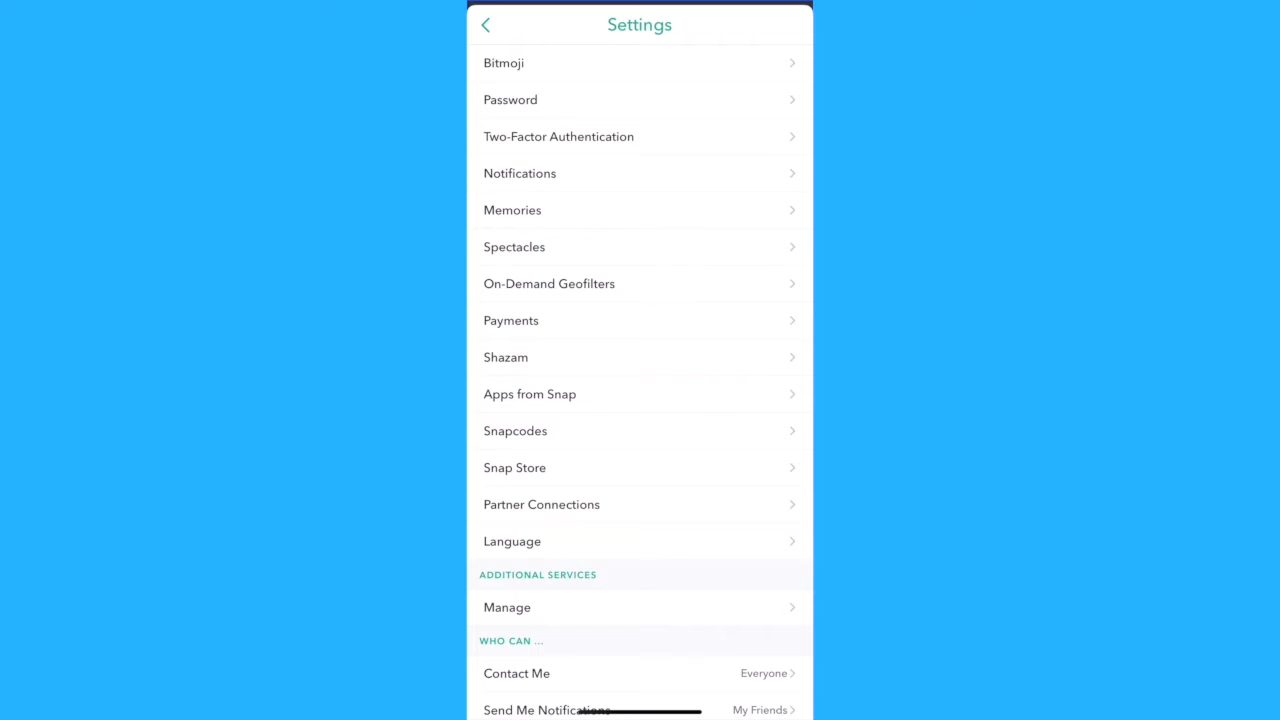 Settings
Bitmoji
Password
Two-Factor Authentication
Notifications
Memories
Spectacles
On-Demand Geofilters
Payments
Shazam
Apps from Snap
Snapcodes
Snap Store
Partner Connections
Language
ADDITIONAL SERVICES
Manage
WHO CAN ...
Contact Me Everyone
Send Me Notifications My Friends